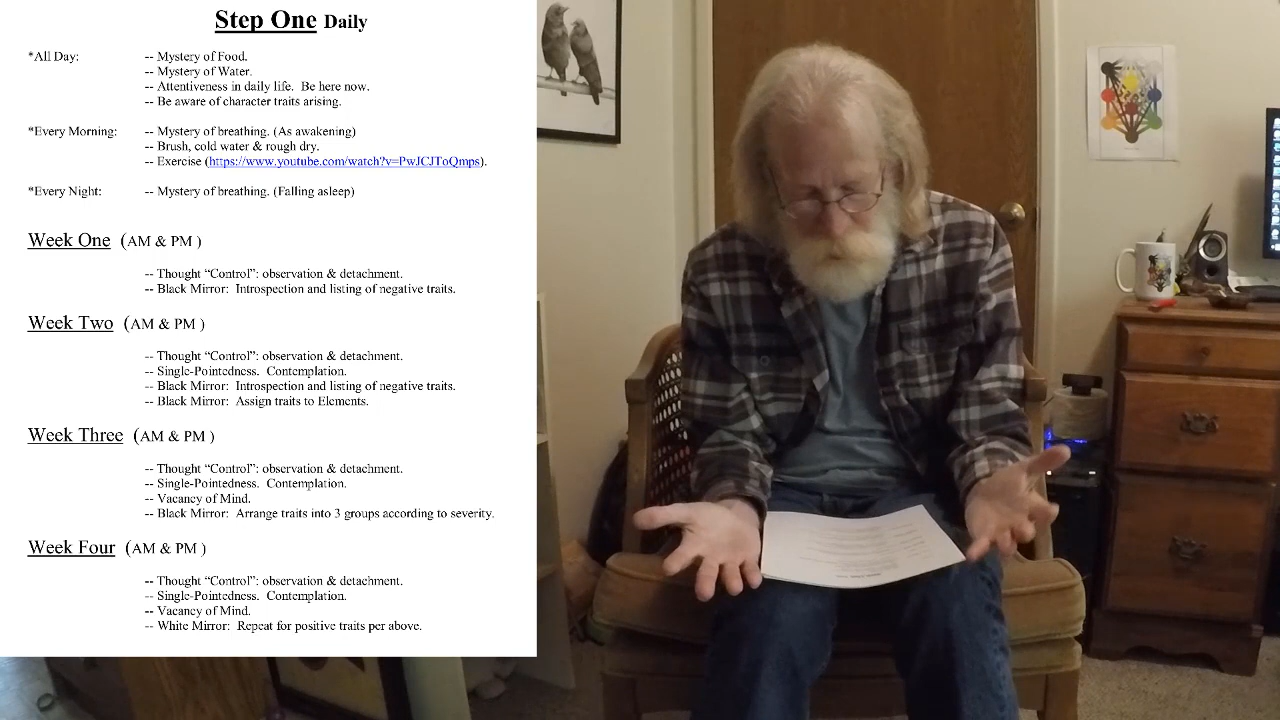 Step One Daily
*All Day: -- Mystery of Food.
-- Mystery of Water.
-- Attentiveness in daily life. Be here now.
-- Be aware of character traits arising.
*Every Morning: -- Mystery of breathing. (As awakening)
-- Brush, cold water & rough dry.
-- Exercise (https://www.youtube.com/watch?v=PwJCJToQmps).
*Every Night: -- Mystery of breathing. (Falling asleep)
Week One (AM & PM )
-- Thought “Control”: observation & detachment.
-- Black Mirror: Introspection and listing of negative traits.
Week Two (AM & PM )
-- Thought “Control”: observation & detachment.
-- Single-Pointedness. Contemplation.
-- Black Mirror: Introspection and listing of negative traits.
-- Black Mirror: Assign traits to Elements.
Week Three (AM & PM )
-- Thought “Control”: observation & detachment.
-- Single-Pointedness. Contemplation.
-- Vacancy of Mind.
-- Black Mirror: Arrange traits into 3 groups according to severity.
Week Four (AM & PM )
-- Thought “Control”: observation & detachment.
-- Single-Pointedness. Contemplation.
-- Vacancy of Mind.
-- White Mirror: Repeat for positive traits per above.